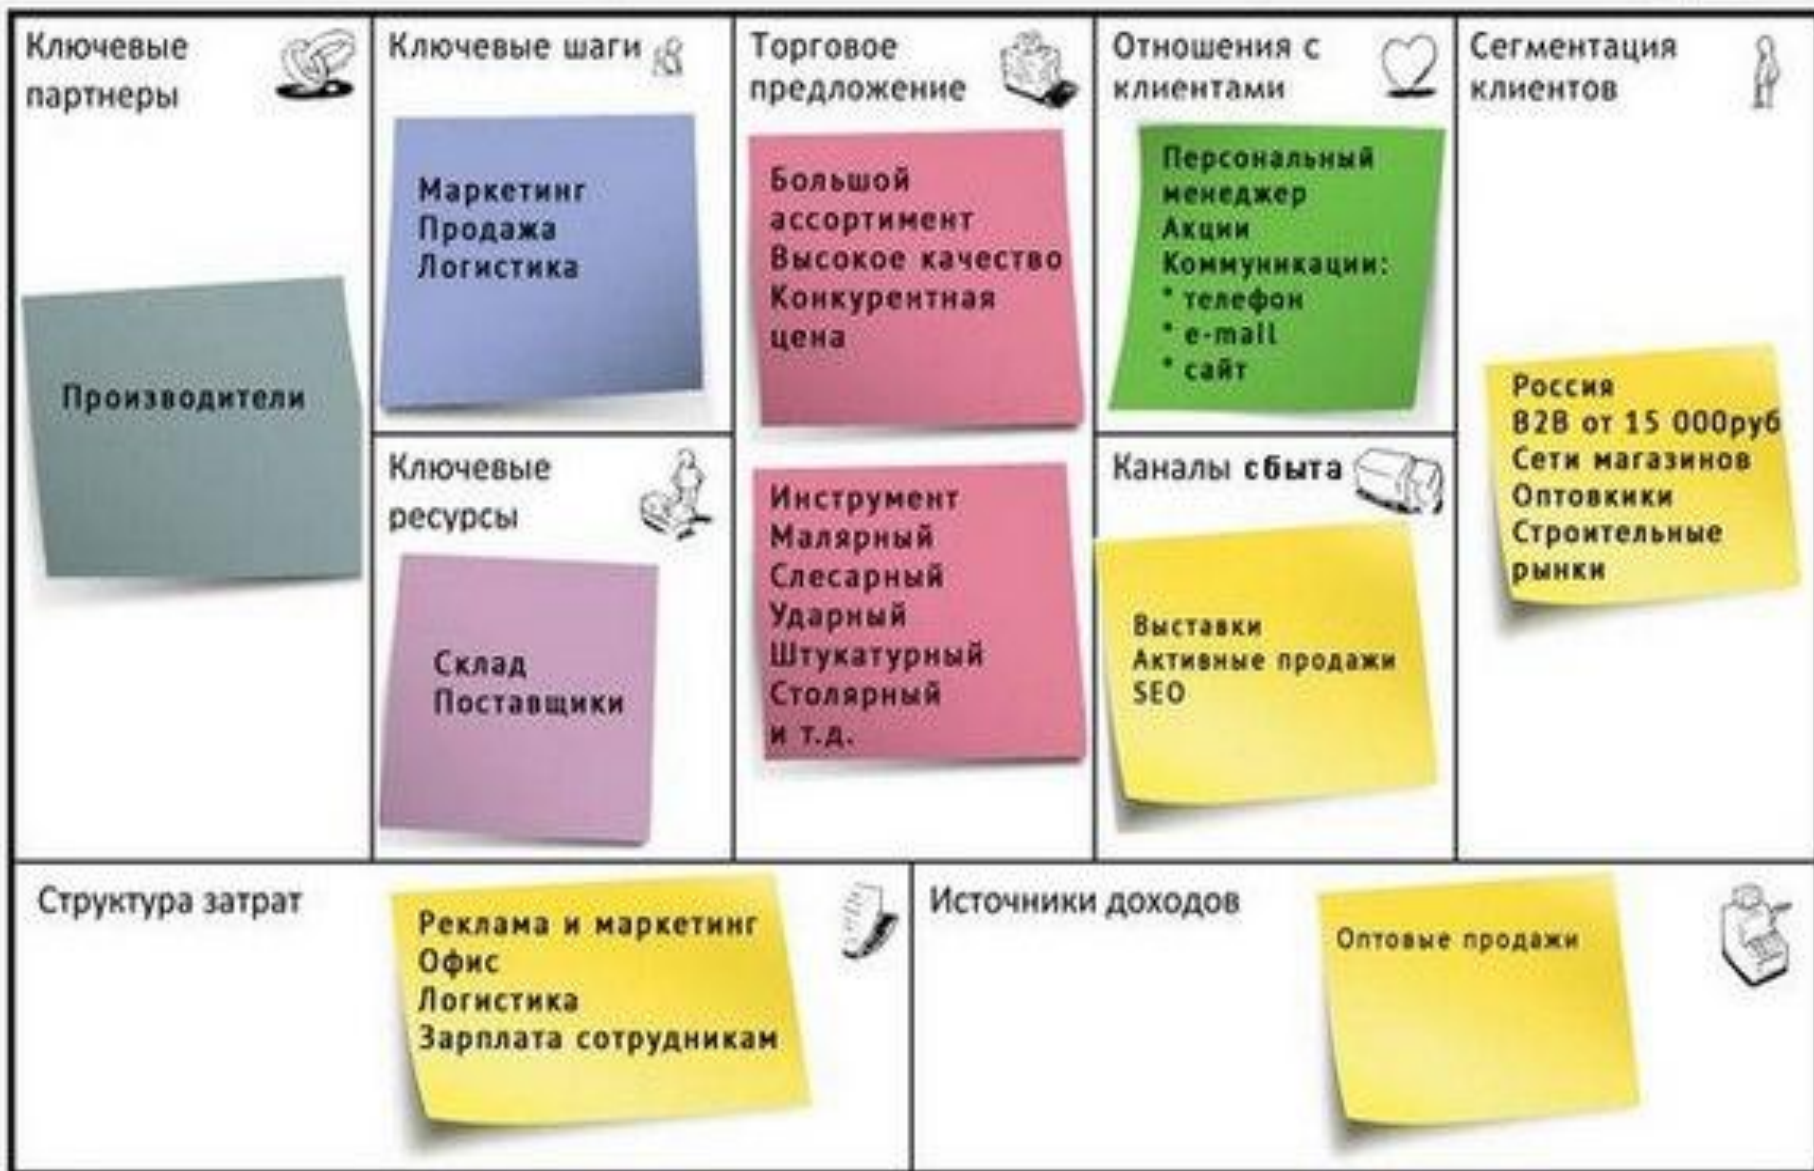 Ключевые
партнеры
Производители
Ключевые шаги
Маркетинг
Продажа
Логистика
Ключевые
ресурсы
Склад
Поставщики
Торговое
предложение
Большой
ассортимент
Высокое качество
Конкурентная
цена
Инструмент
Малярный
Слесарный
Ударный
Штукатурный
Столярный
и т.д.
Отношения с
клиентами
Персональный
менеджер
Акции
Коммуникации:
* телефон
* e-mail
* сайт
Каналы сбыта
Выставки
Активные продажи
SEO
Сегментация
клиентов
Россия
B2B от 15 000руб
Сети магазинов
Оптовкики
Строительные
рынки
Структура затрат
Реклама и маркетинг
Офис
Логистика
Зарплата сотрудникам
Источники доходов
Оптовые продажи